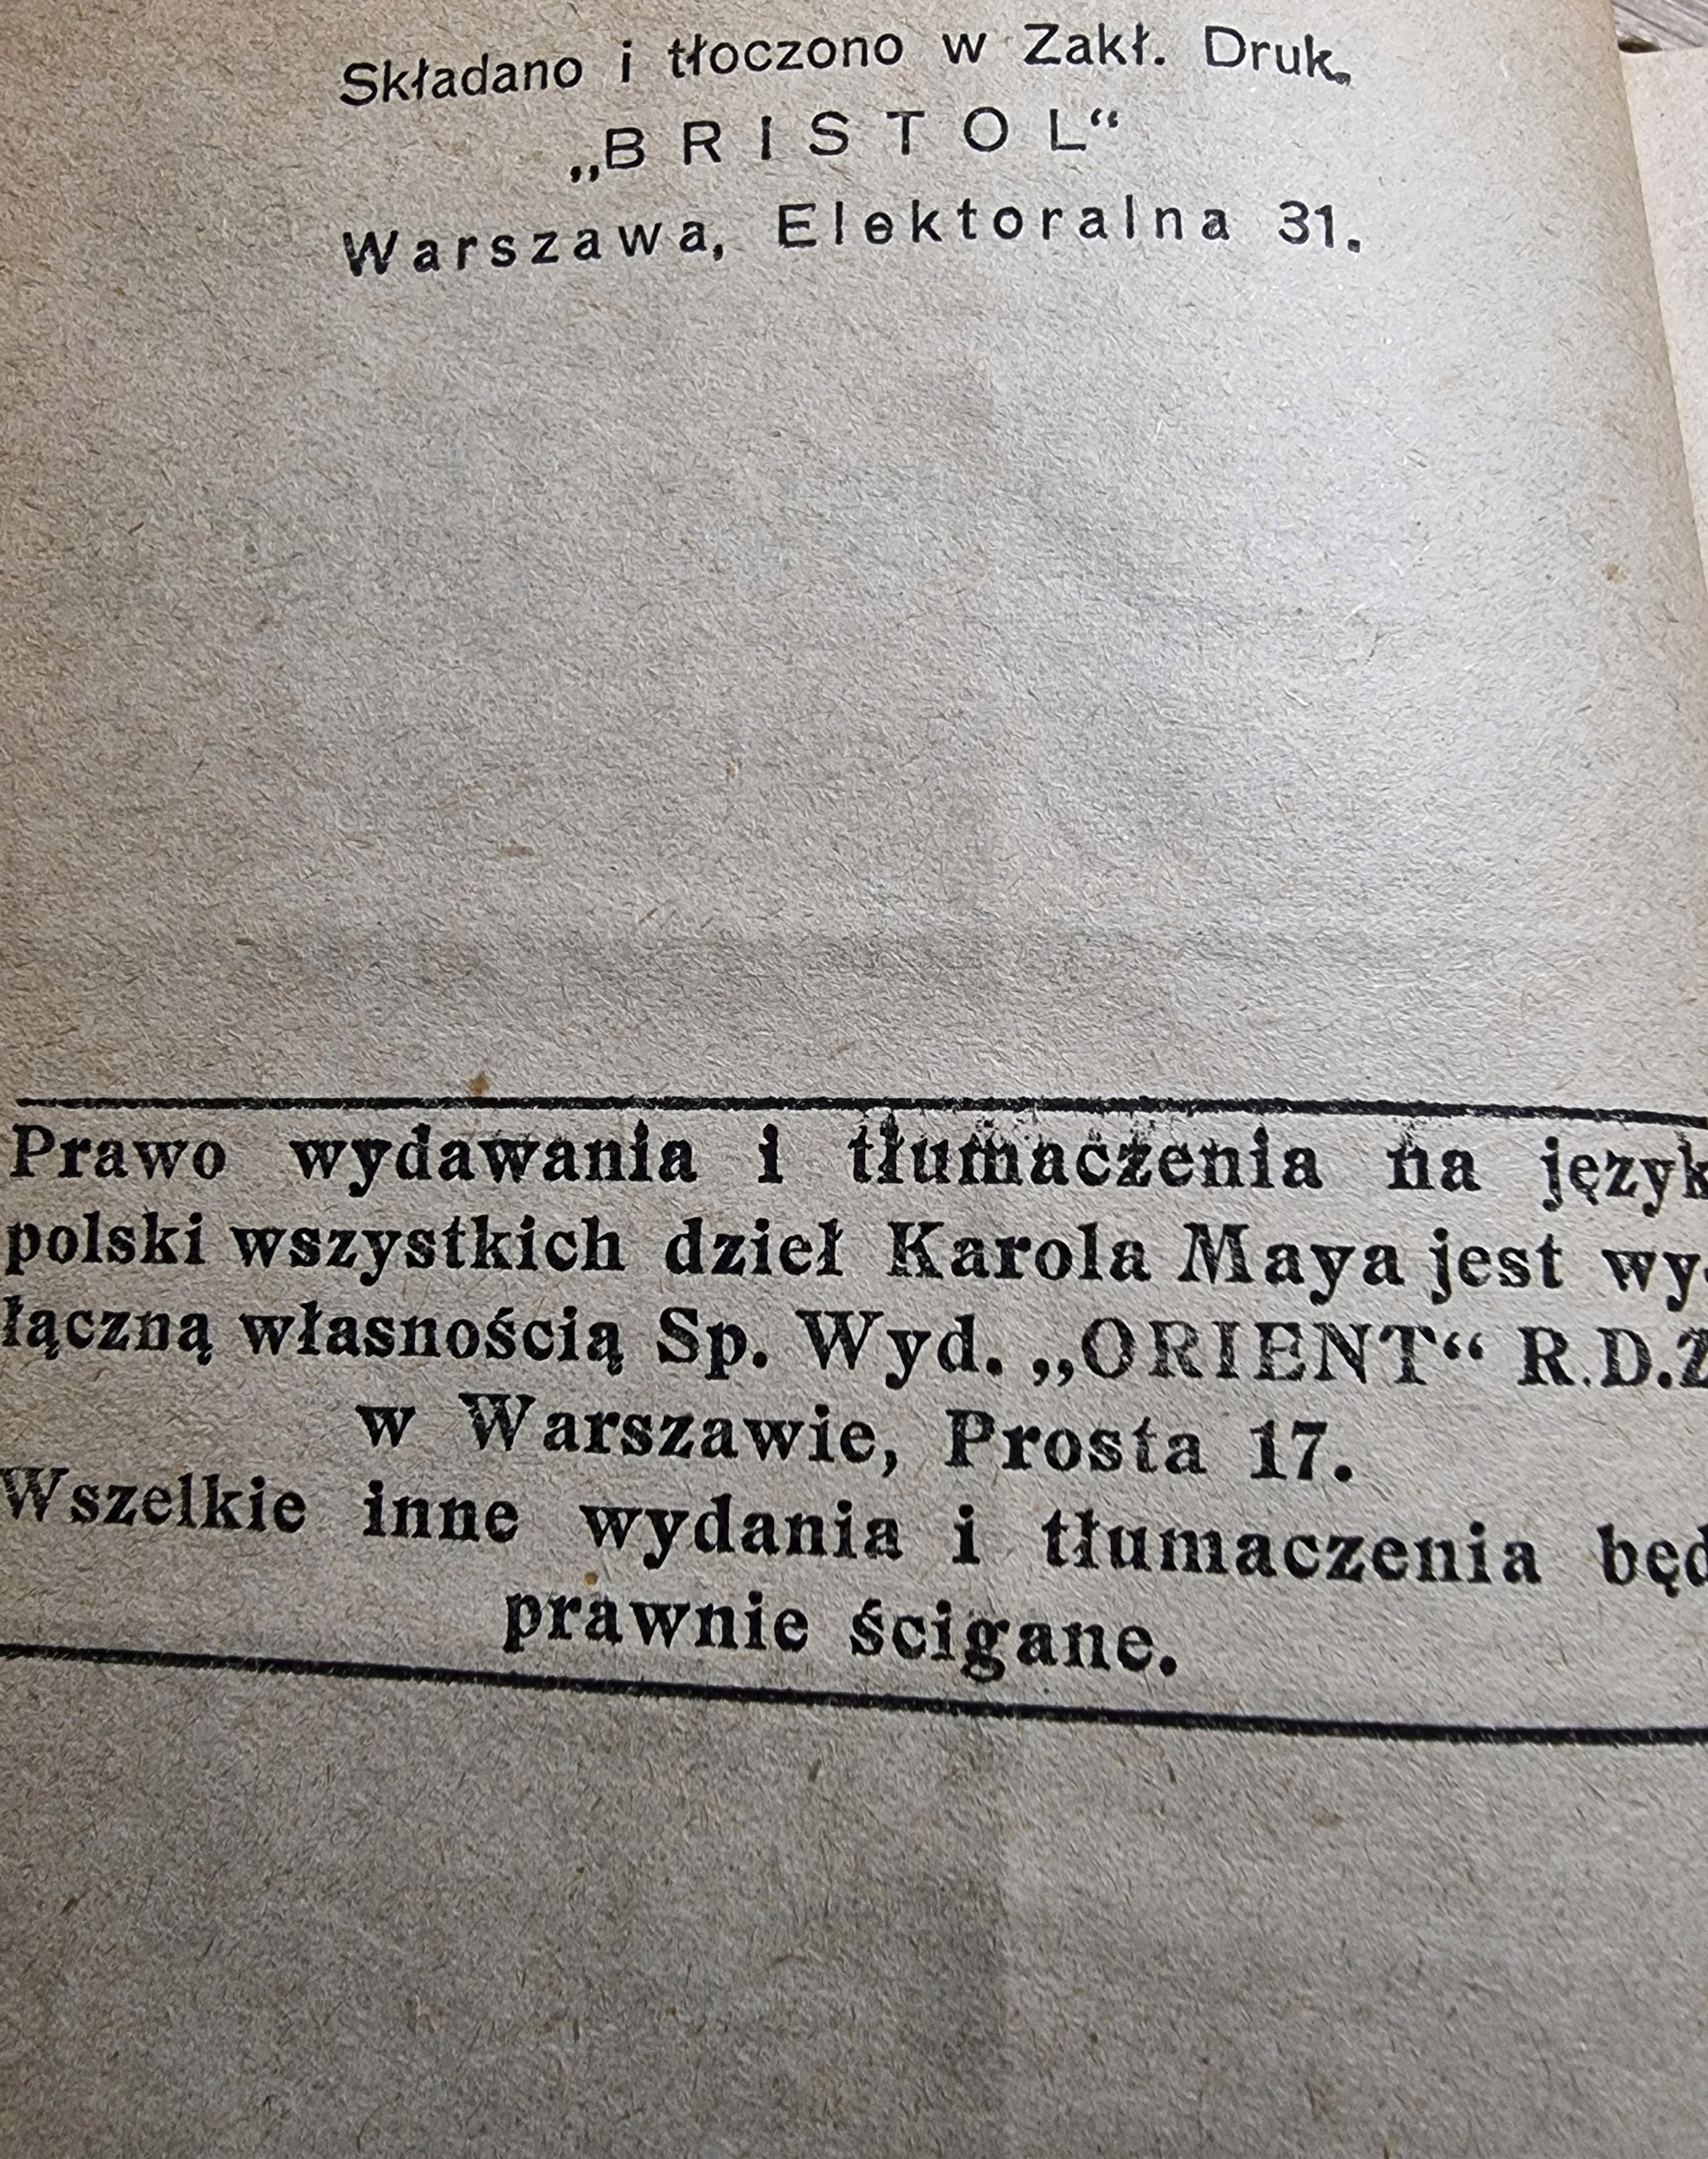 Składano i tłoczono w Zakł. Druk.
„BRISTOL“
Warszawa, Elektoralna 31.
Prawo wydawania i tłumaczenia na język
polski wszystkich dzieł Karola Maya jest wy-
łączną własnością Sp. Wyd. „ORIENT“ R.D.Z
w Warszawie, Prosta 17.
Wszelkie inne wydania i tłumaczenia będ
prawnie ścigane.